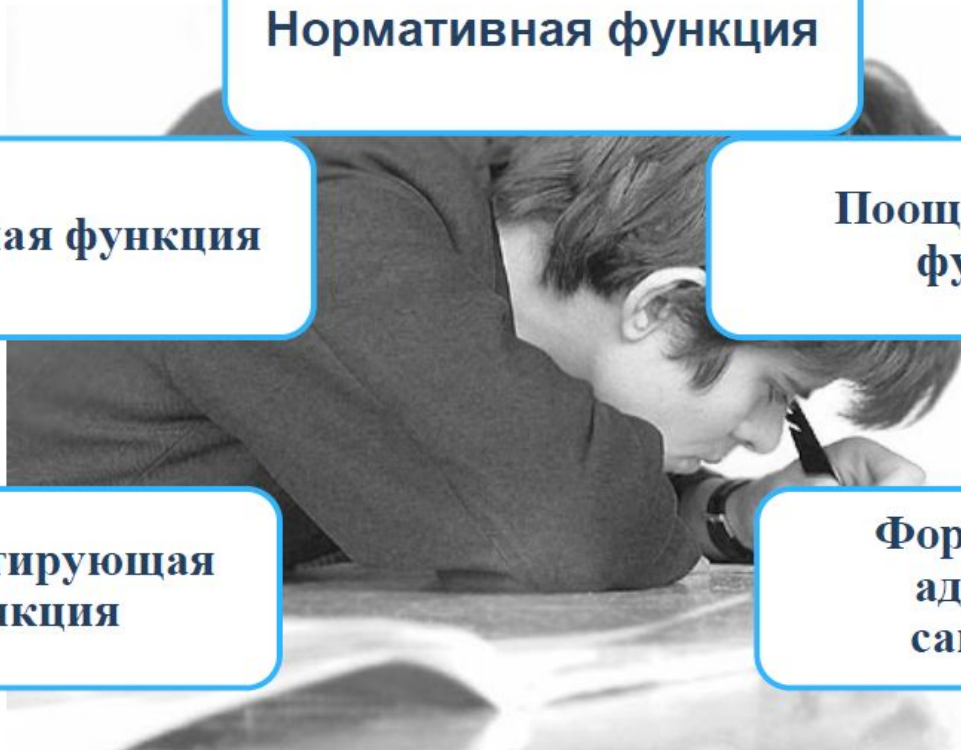 Нормативная функция
ая функция
Поощ
фу
тирующая
нкция
Фор
ад
са